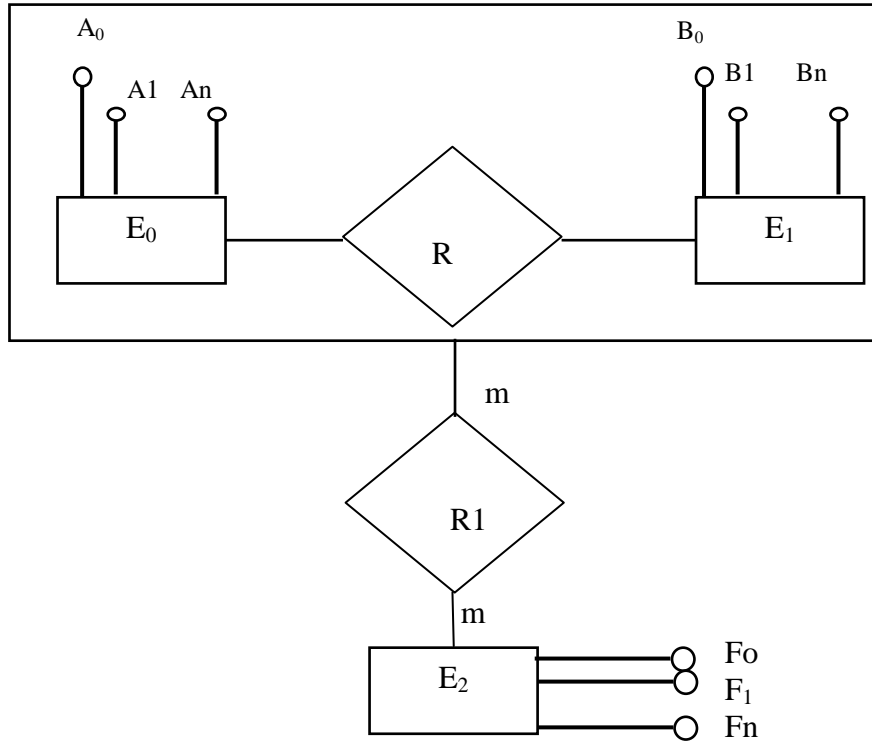 A₀ B₀
A1 An B1 Bn
E₀ R E₁
m
R1
m
E₂ Fo
F₁
Fn